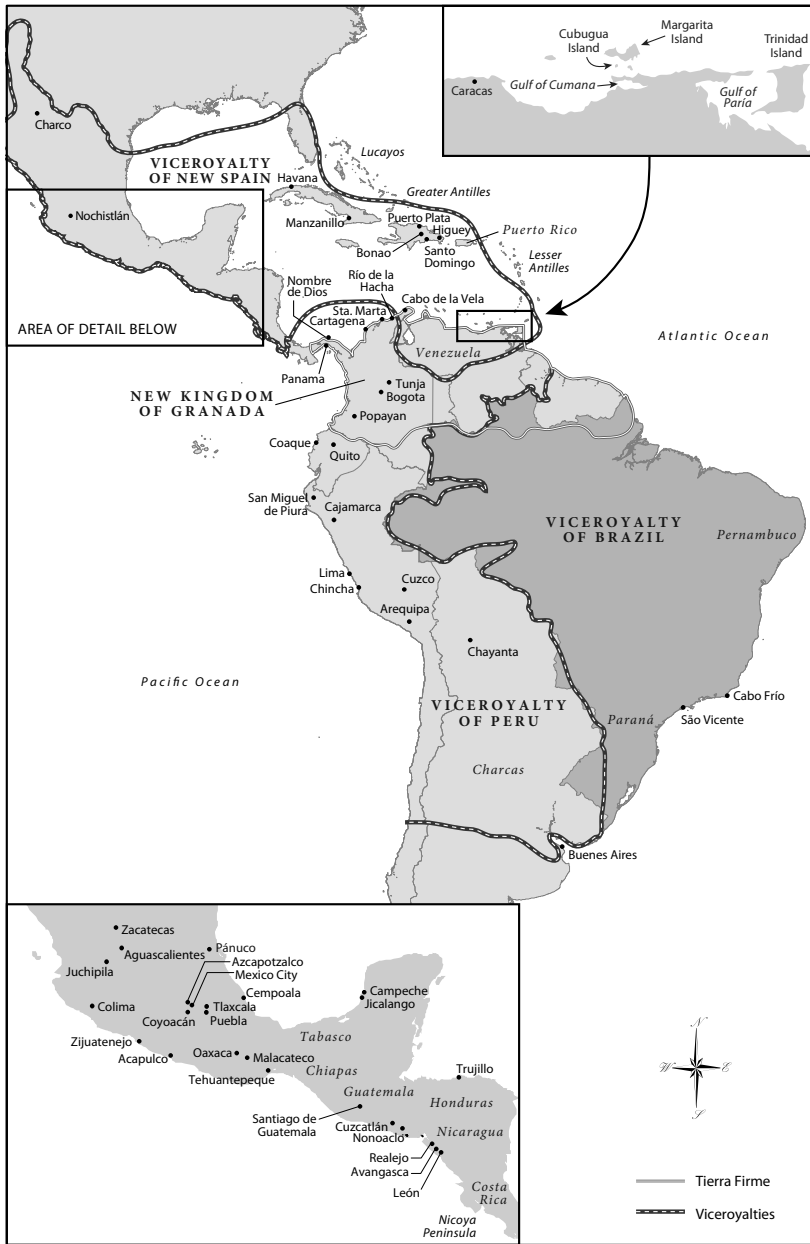 Cubugua
Island
Margarita
Island
Trinidad
Island
Caracas
Gulf of Cumana
Gulf of
Paría
Charco
VICEROYALTY
OF NEW SPAIN
Lucayos
Havana
Greater Antilles
Nochistlán
Manzanillo
Puerto Plata
Higuey
Puerto Rico
Bonao
Santo
Domingo
Lesser
Antilles
Nombre
de Dios
Río de la
Hacha
Cabo de la Vela
Sta. Marta
Cartagena
AREA OF DETAIL BELOW
Atlantic Ocean
Venezuela
Panama
NEW KINGDOM
OF GRANADA
Tunja
Bogota
Popayan
Coaque
Quito
San Miguel
de Piura
Cajamarca
VICEROYALTY
OF BRAZIL
Pernambuco
Lima
Chincha
Cuzco
Arequipa
Chayanta
Pacific Ocean
VICEROYALTY
OF PERU
Cabo Frío
São Vicente
Paraná
Charcas
Buenes Aires
Zacatecas
Aguascalientes
Pánuco
Azcapotzalco
Mexico City
Juchipila
Cempoala
Campeche
Jicalango
Colima
Tlaxcala
Puebla
Coyoacán
Tabasco
Zijuatenejo
Acapulco
Oaxaca
Malacateco
Chiapas
Tehuantepeque
Trujillo
Guatemala
Honduras
Santiago de
Guatemala
Cuzcatlán
Nonoaclo
Nicaragua
Realejo
Avangasca
León
Costa
Rica
Nicoya
Peninsula
N
W
E
S
Tierra Firme
Viceroyalties